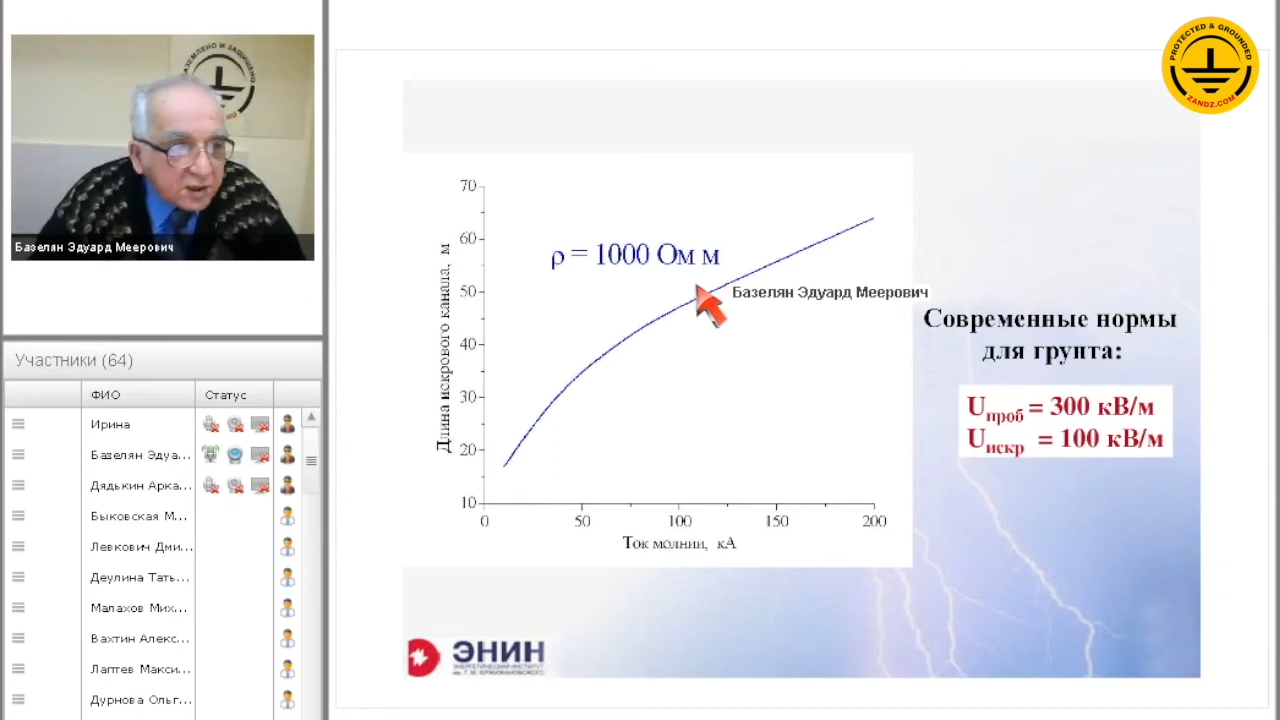 PROTECTED & GROUNDED
ZANDZ.COM
Базелян Эдуард Меерович
Участники (64)
ФИО
Статус
Ирина
Базелян Эдуа...
Дядькин Арка...
Быковская М...
Левкович Дми...
Деулина Тать...
Малахов Мих...
Вахтин Алекс...
Лаптев Макси...
Дурнова Ольг...
Длина искрового канала, м
70
60
50
40
30
20
10
0
50
100
150
200
Ток молнии, кА
ρ = 1000 Ом м
Базелян Эдуард Меерович
Современные нормы
для грунта:
Uпроб = 300 кВ/м
Uискр = 100 кВ/м
ЭНИН
ЭНЕРГЕТИЧЕСКИЙ ИНСТИТУТ